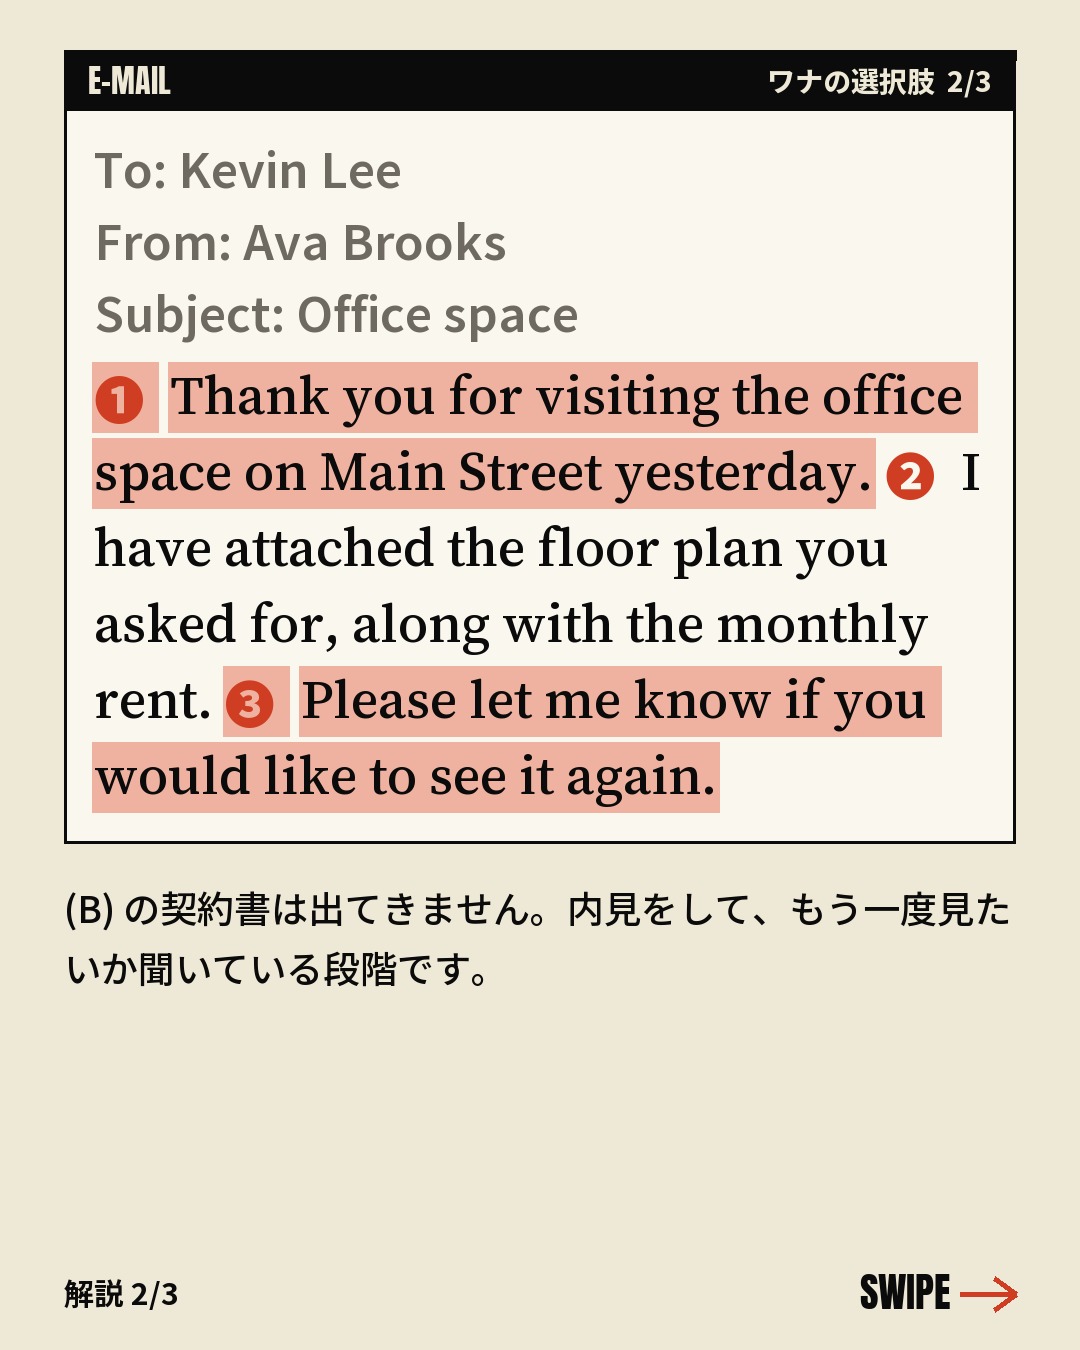 E-MAIL
ワナの選択肢 2/3
To: Kevin Lee
From: Ava Brooks
Subject: Office space
❶ Thank you for visiting the office
space on Main Street yesterday. ❷ I
have attached the floor plan you
asked for, along with the monthly
rent. ❸ Please let me know if you
would like to see it again.
(B) の契約書は出てきません。内見をして、もう一度見た
いか聞いている段階です。
解説 2/3
SWIPE →